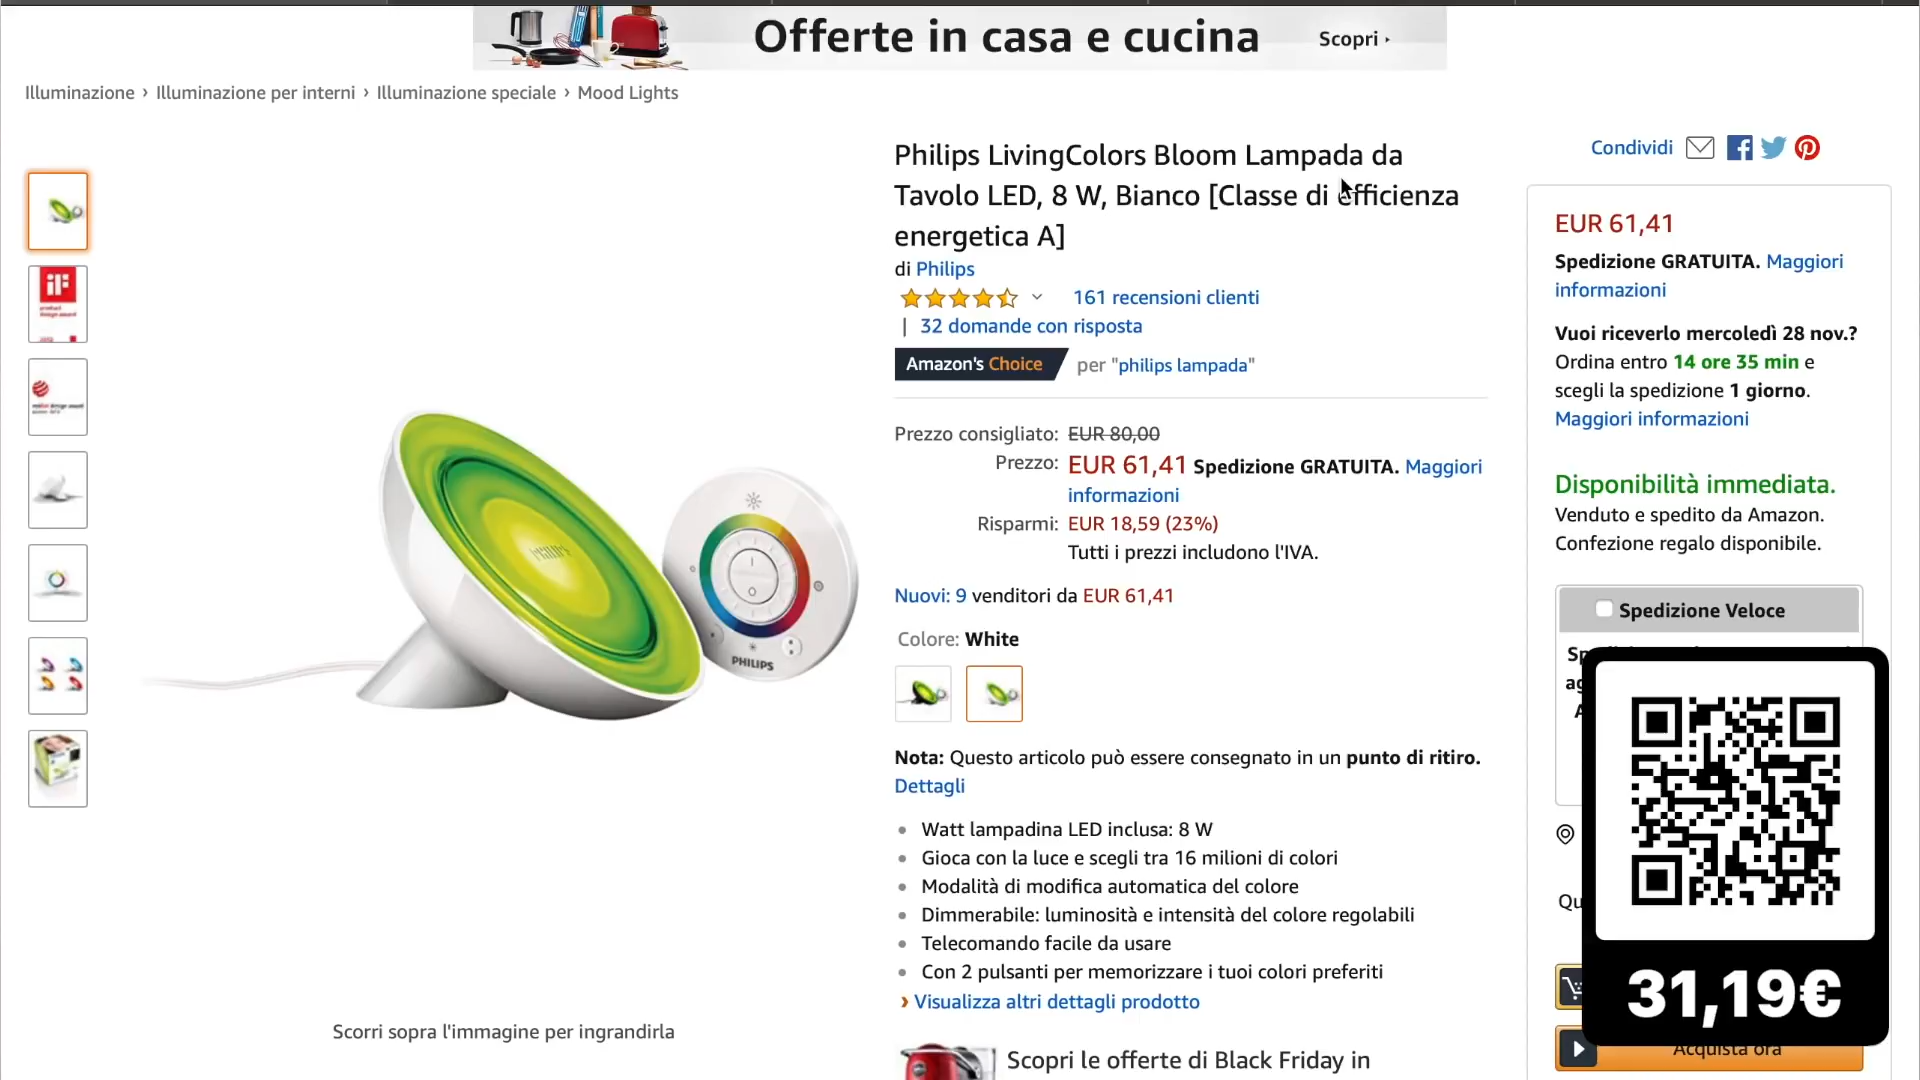 Offerte in casa e cucina
Scopri
Illuminazione › Illuminazione per interni › Illuminazione speciale › Mood Lights
Philips LivingColors Bloom Lampada da
Tavolo LED, 8 W, Bianco [Classe di efficienza
energetica A]
di Philips
161 recensioni clienti
| 32 domande con risposta
Amazon's Choice per "philips lampada"
Prezzo consigliato: EUR 80,00
Prezzo: EUR 61,41 Spedizione GRATUITA. Maggiori
informazioni
Risparmi: EUR 18,59 (23%)
Tutti i prezzi includono l'IVA.
Nuovi: 9 venditori da EUR 61,41
Colore: White
Nota: Questo articolo può essere consegnato in un punto di ritiro.
Dettagli
Watt lampadina LED inclusa: 8 W
Gioca con la luce e scegli tra 16 milioni di colori
Modalità di modifica automatica del colore
Dimmerabile: luminosità e intensità del colore regolabili
Telecomando facile da usare
Con 2 pulsanti per memorizzare i tuoi colori preferiti
› Visualizza altri dettagli prodotto
Scopri le offerte di Black Friday in
PHILIPS
PHILIPS
Scorri sopra l'immagine per ingrandirla
Condividi
EUR 61,41
Spedizione GRATUITA. Maggiori
informazioni
Vuoi riceverlo mercoledì 28 nov.?
Ordina entro 14 ore 35 min e
scegli la spedizione 1 giorno.
Maggiori informazioni
Disponibilità immediata.
Venduto e spedito da Amazon.
Confezione regalo disponibile.
Spedizione Veloce
31,19€
Acquista ora